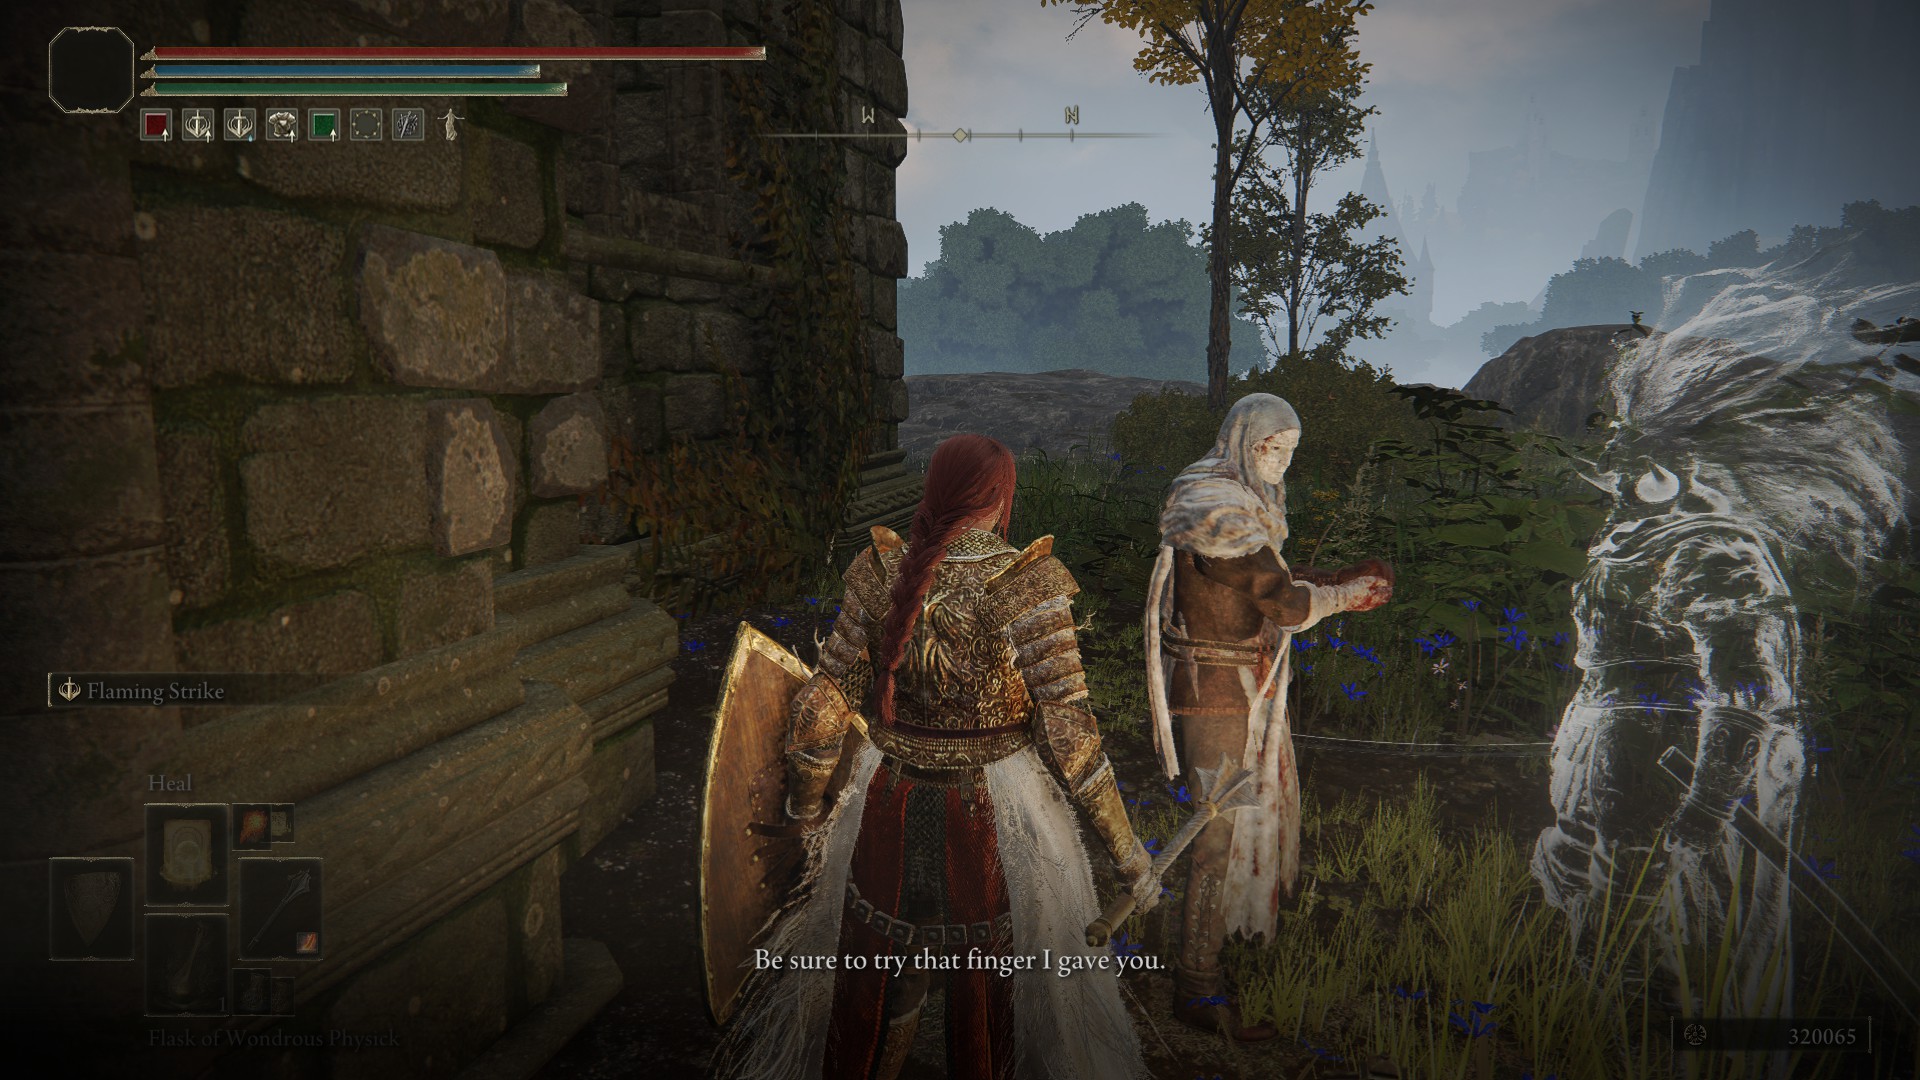 W
N
Flaming Strike
Heal
Be sure to try that finger I gave you.
1
Flask of Wondrous Physick
320065